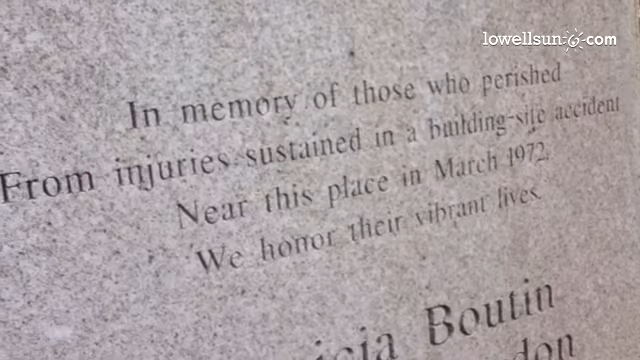 lowellsun.com
In memory of those who perished
From injuries sustained in a building-site accident
Near this place in March 1972.
We honor their vibrant lives.
Boutin